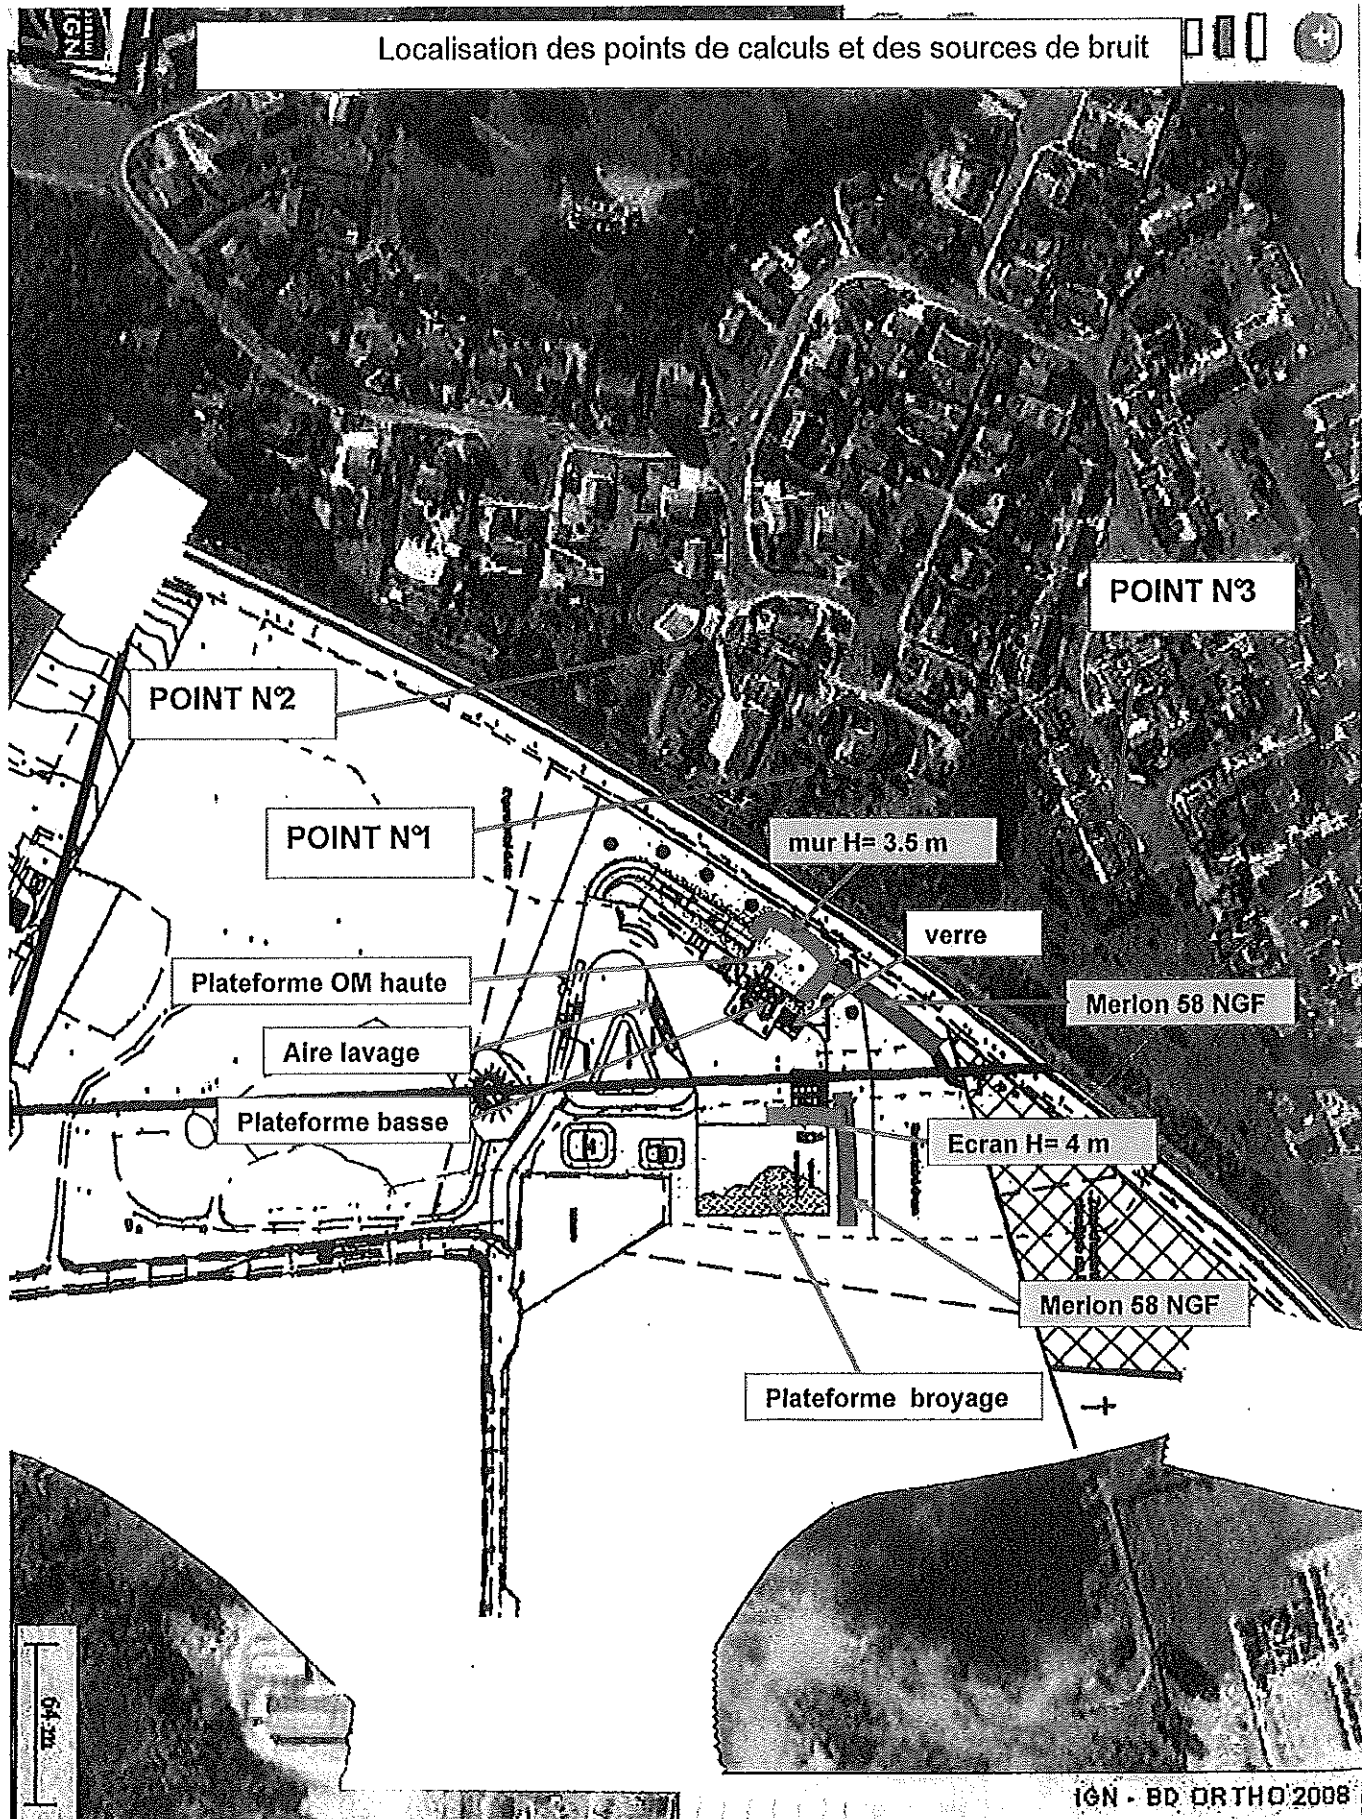 IGN
Localisation des points de calculs et des sources de bruit
POINT N°3
POINT N°2
POINT N°1
mur H= 3.5 m
verre
Plateforme OM haute
Merlon 58 NGF
Aire lavage
Plateforme basse
Ecran H= 4 m
Merlon 58 NGF
Plateforme broyage
64 m
IGN - BD ORTHO 2008